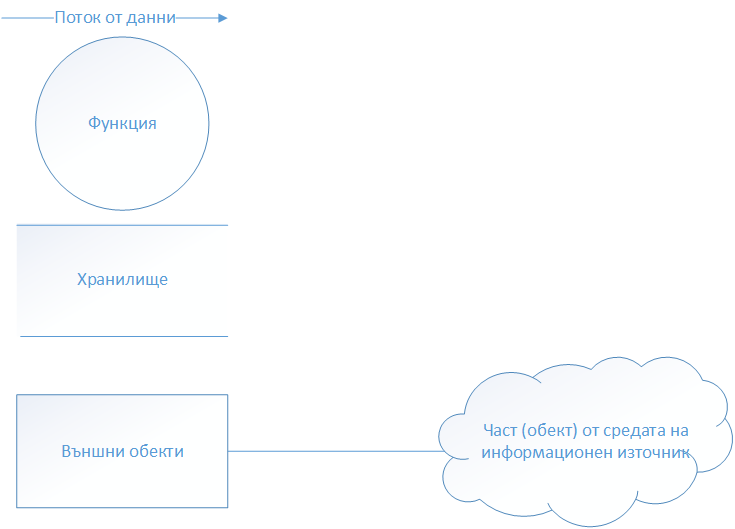 Поток от данни
Функция
Хранилище
Външни обекти
Част (обект) от средата на
информационен източник